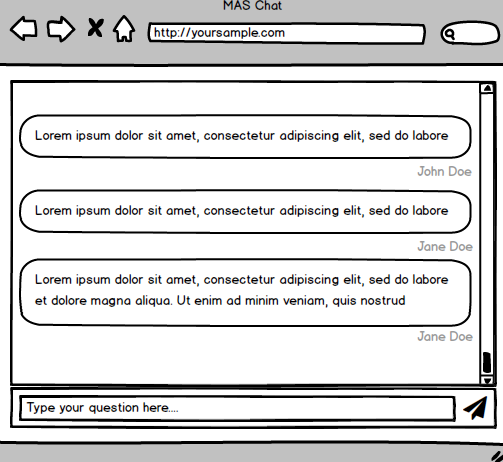 MAS Chat
http://yoursample.com
Lorem ipsum dolor sit amet, consectetur adipiscing elit, sed do labore
John Doe
Lorem ipsum dolor sit amet, consectetur adipiscing elit, sed do labore
Jane Doe
Lorem ipsum dolor sit amet, consectetur adipiscing elit, sed do labore
et dolore magna aliqua. Ut enim ad minim veniam, quis nostrud
Jane Doe
Type your question here....